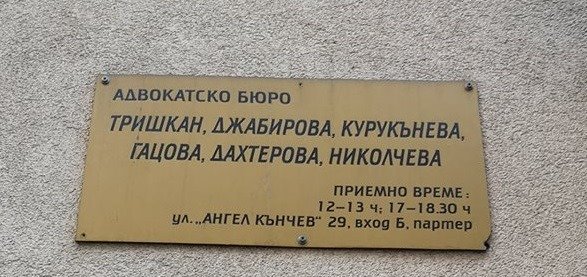 АДВОКАТСКО БЮРО
ТРИШКАН, ДЖАБИРОВА, КУРУКЪНЕВА,
ГАЦОВА, ДАХТЕРОВА, НИКОЛЧЕВА
ПРИЕМНО ВРЕМЕ:
12-13 ч; 17-18.30 ч
ул. „АНГЕЛ КЪНЧЕВ" 29, вход Б, партер